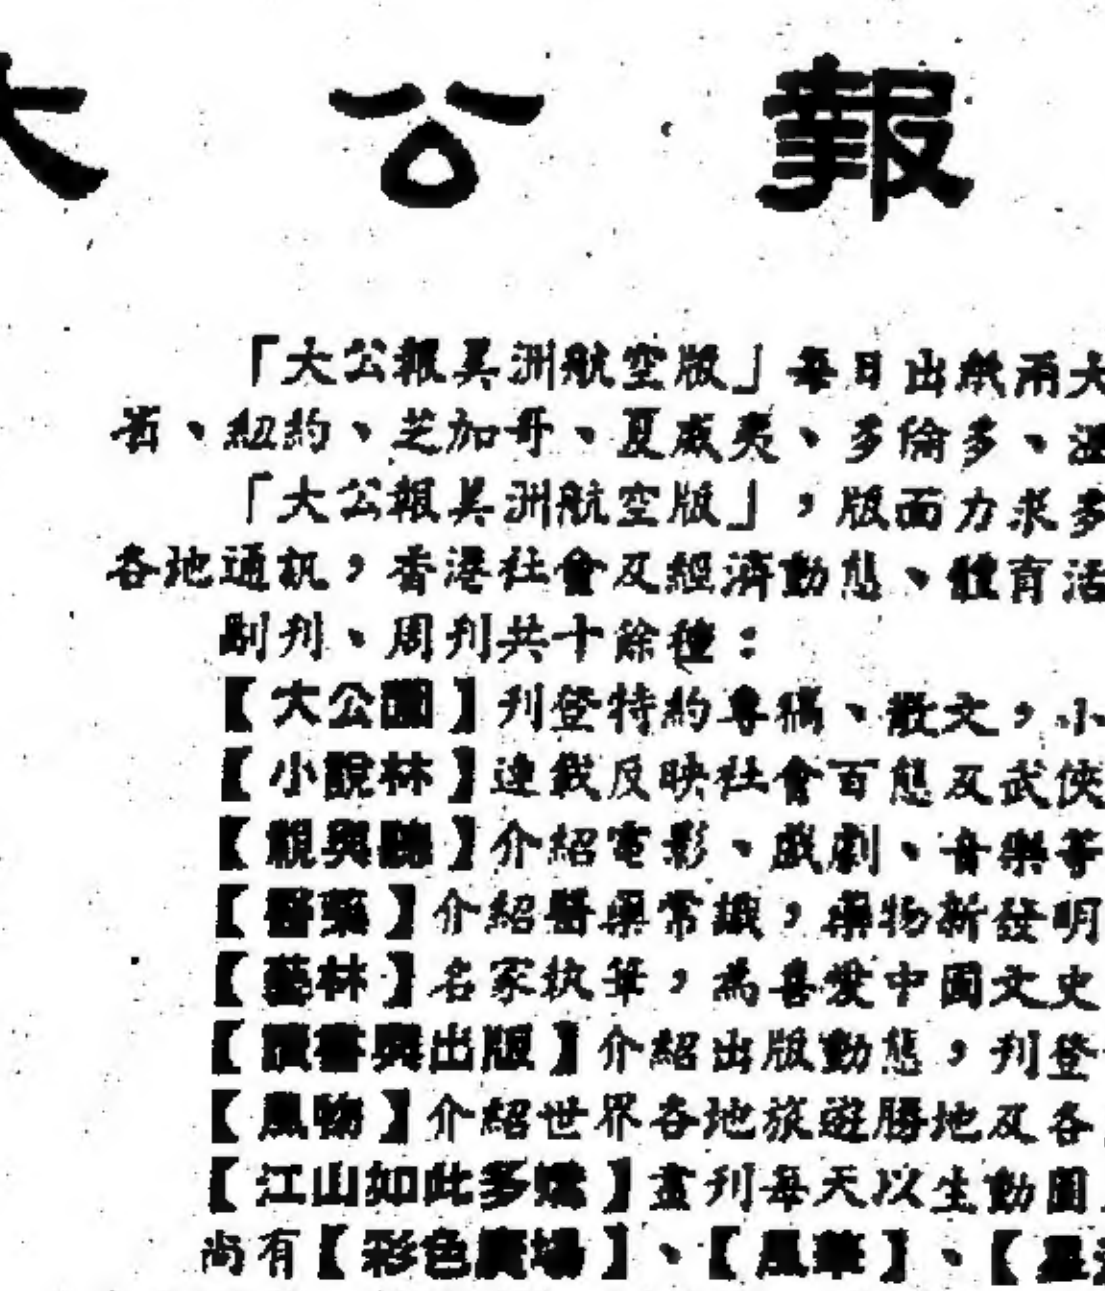 大公報
「大公報美洲航空版」每日出紙兩大
省、紐約、芝加哥、夏威夷、多倫多、溫
「大公報美洲航空版」，版面力求多
各地通訊，香港社會及經濟動態、體育活
副刊、周刊共十餘種：
【大公園】刊登特約專稿、散文，小
【小說林】連載反映社會百態及武俠
【視與聽】介紹電影、戲劇、音樂等
【醫藥】介紹醫藥常識，藥物新發明
【藝林】名家执筆，為喜愛中國文史
【讀書與出版】介紹出版動態，刊登
【風物】介紹世界各地旅遊勝地及各
【江山如此多嬌】畫刊每天以生動圖
尚有【彩色廣場】、【風華】、【星